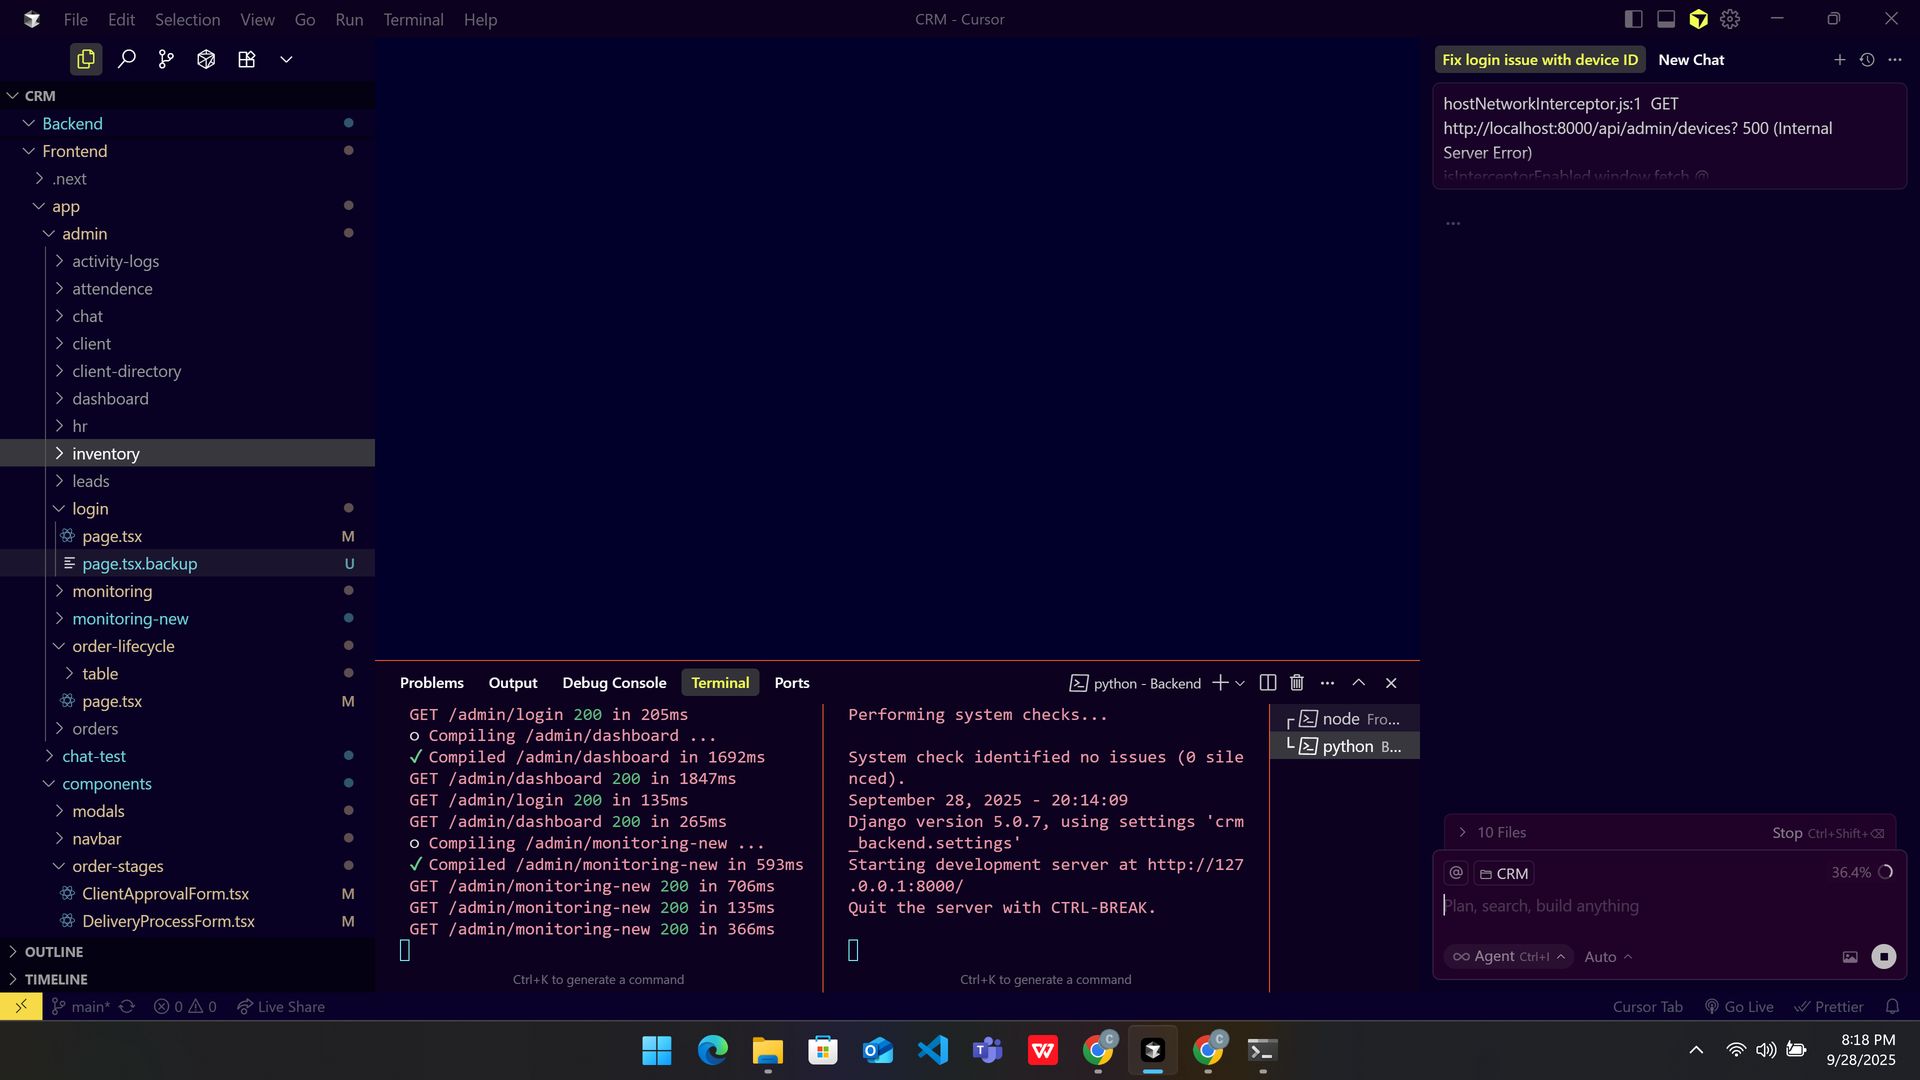 File Edit Selection View Go Run Terminal Help
CRM - Cursor
CRM
Backend
Frontend
.next
app
admin
activity-logs
attendence
chat
client
client-directory
dashboard
hr
inventory
leads
login
page.tsx M
page.tsx.backup U
monitoring
monitoring-new
order-lifecycle
table
page.tsx M
orders
chat-test
components
modals
navbar
order-stages
ClientApprovalForm.tsx M
DeliveryProcessForm.tsx M
OUTLINE
TIMELINE
Problems Output Debug Console Terminal Ports
python - Backend
GET /admin/login 200 in 205ms
○ Compiling /admin/dashboard ...
✓ Compiled /admin/dashboard in 1692ms
GET /admin/dashboard 200 in 1847ms
GET /admin/login 200 in 135ms
GET /admin/dashboard 200 in 265ms
○ Compiling /admin/monitoring-new ...
✓ Compiled /admin/monitoring-new in 593ms
GET /admin/monitoring-new 200 in 706ms
GET /admin/monitoring-new 200 in 135ms
GET /admin/monitoring-new 200 in 366ms
Ctrl+K to generate a command
Performing system checks...
System check identified no issues (0 sile
nced).
September 28, 2025 - 20:14:09
Django version 5.0.7, using settings 'crm
_backend.settings'
Starting development server at http://127
.0.0.1:8000/
Quit the server with CTRL-BREAK.
Ctrl+K to generate a command
node Fro...
python B...
Fix login issue with device ID New Chat
hostNetworkInterceptor.js:1 GET
http://localhost:8000/api/admin/devices? 500 (Internal
Server Error)
isInterceptorEnabled.window.fetch @
...
10 Files Stop Ctrl+Shift+⌫
@ CRM 36.4%
Plan, search, build anything
Agent Ctrl+I Auto
main* 0 0 Live Share
Cursor Tab Go Live Prettier
8:18 PM
9/28/2025